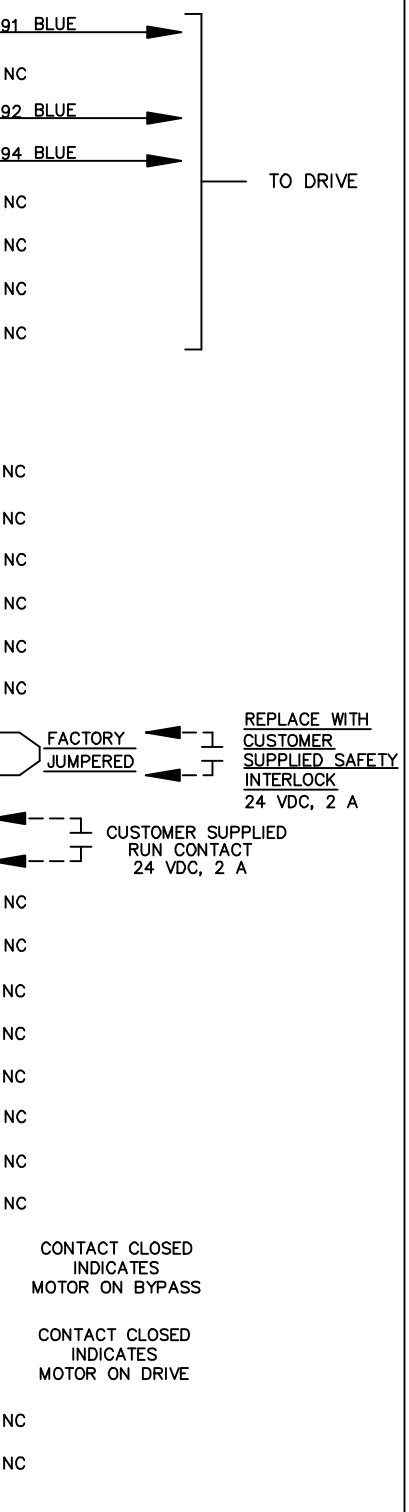 91 BLUE
NC
92 BLUE
94 BLUE
TO DRIVE
NC
NC
NC
NC
NC
NC
NC
NC
NC
NC
FACTORY
JUMPERED
REPLACE WITH
CUSTOMER
SUPPLIED SAFETY
INTERLOCK
24 VDC, 2 A
CUSTOMER SUPPLIED
RUN CONTACT
24 VDC, 2 A
NC
NC
NC
NC
NC
NC
NC
NC
CONTACT CLOSED
INDICATES
MOTOR ON BYPASS
CONTACT CLOSED
INDICATES
MOTOR ON DRIVE
NC
NC